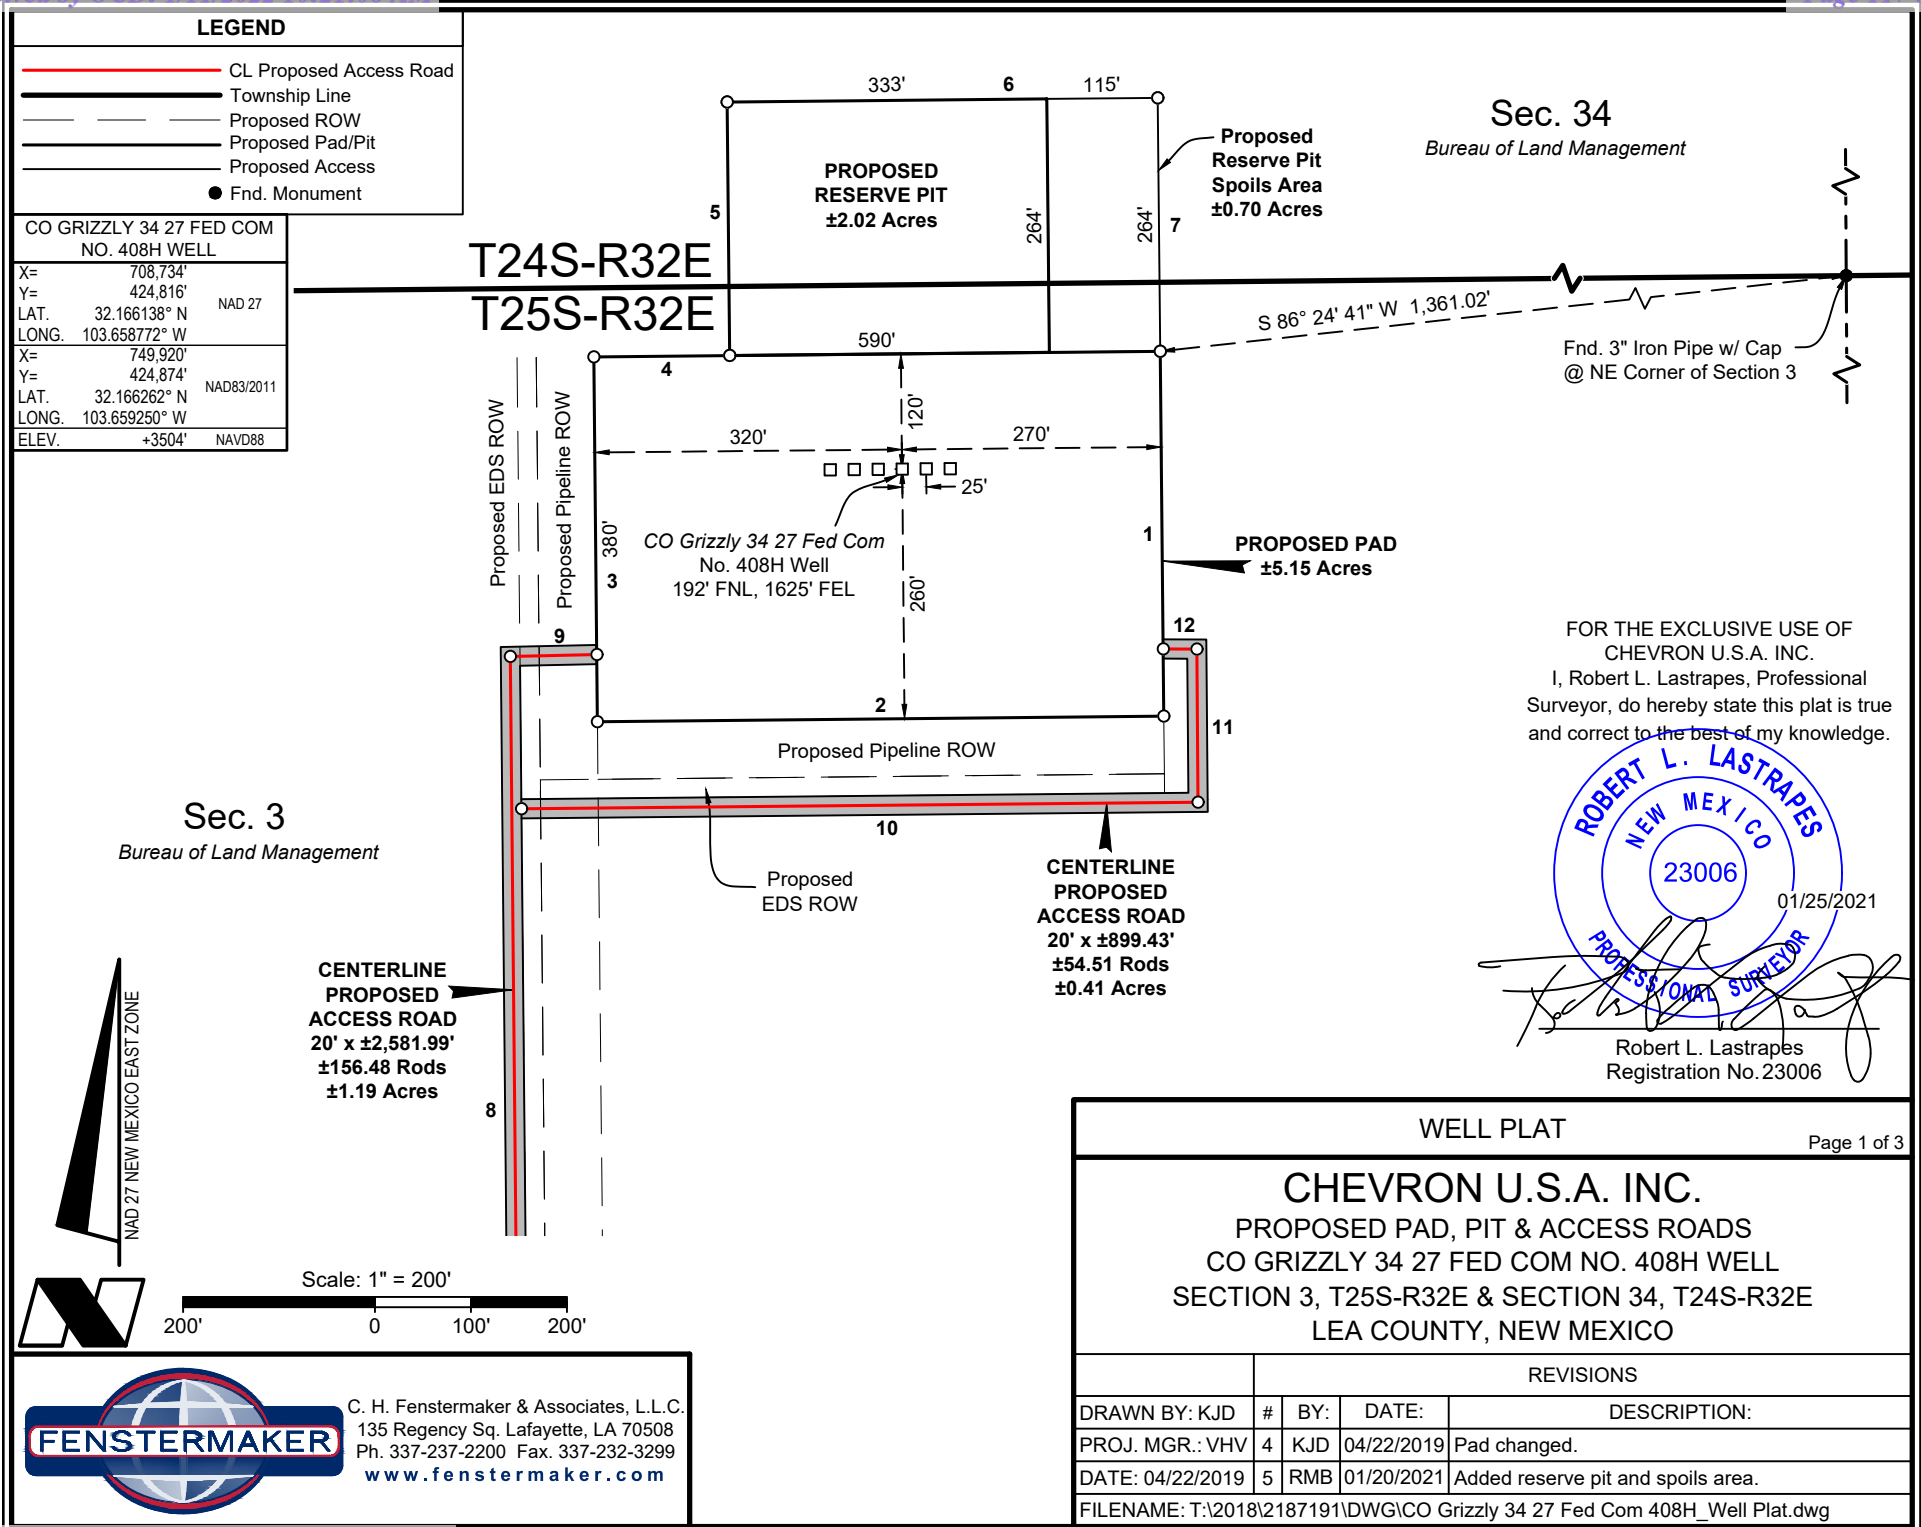 LEGEND
CL Proposed Access Road
Township Line
Proposed ROW
Proposed Pad/Pit
Proposed Access
Fnd. Monument
CO GRIZZLY 34 27 FED COM
NO. 408H WELL
X= 708,734'
Y= 424,816'
LAT. 32.166138° N
LONG. 103.658772° W
NAD 27
X= 749,920'
Y= 424,874'
LAT. 32.166262° N
LONG. 103.659250° W
NAD83/2011
ELEV. +3504' NAVD88
333' 6 115'
PROPOSED
RESERVE PIT
±2.02 Acres
5
264'
264'
7
Proposed
Reserve Pit
Spoils Area
±0.70 Acres
Sec. 34
Bureau of Land Management
T24S-R32E
T25S-R32E
S 86° 24' 41" W 1,361.02'
Fnd. 3" Iron Pipe w/ Cap
@ NE Corner of Section 3
590'
4
120'
320'
270'
25'
Proposed EDS ROW
Proposed Pipeline ROW
380'
3
CO Grizzly 34 27 Fed Com
No. 408H Well
192' FNL, 1625' FEL
260'
1
PROPOSED PAD
±5.15 Acres
9
12
2
11
Proposed Pipeline ROW
10
Proposed
EDS ROW
CENTERLINE
PROPOSED
ACCESS ROAD
20' x ±899.43'
±54.51 Rods
±0.41 Acres
Sec. 3
Bureau of Land Management
CENTERLINE
PROPOSED
ACCESS ROAD
20' x ±2,581.99'
±156.48 Rods
±1.19 Acres
8
FOR THE EXCLUSIVE USE OF
CHEVRON U.S.A. INC.
I, Robert L. Lastrapes, Professional
Surveyor, do hereby state this plat is true
and correct to the best of my knowledge.
ROBERT L. LASTRAPES
NEW MEXICO
23006
PROFESSIONAL SURVEYOR
01/25/2021
Robert L. Lastrapes
Registration No. 23006
NAD 27 NEW MEXICO EAST ZONE
Scale: 1" = 200'
200' 0 100' 200'
FENSTERMAKER
C. H. Fenstermaker & Associates, L.L.C.
135 Regency Sq. Lafayette, LA 70508
Ph. 337-237-2200 Fax. 337-232-3299
www.fenstermaker.com
WELL PLAT
Page 1 of 3
CHEVRON U.S.A. INC.
PROPOSED PAD, PIT & ACCESS ROADS
CO GRIZZLY 34 27 FED COM NO. 408H WELL
SECTION 3, T25S-R32E & SECTION 34, T24S-R32E
LEA COUNTY, NEW MEXICO
REVISIONS
DRAWN BY: KJD # BY: DATE: DESCRIPTION:
PROJ. MGR.: VHV 4 KJD 04/22/2019 Pad changed.
DATE: 04/22/2019 5 RMB 01/20/2021 Added reserve pit and spoils area.
FILENAME: T:\2018\2187191\DWG\CO Grizzly 34 27 Fed Com 408H_Well Plat.dwg